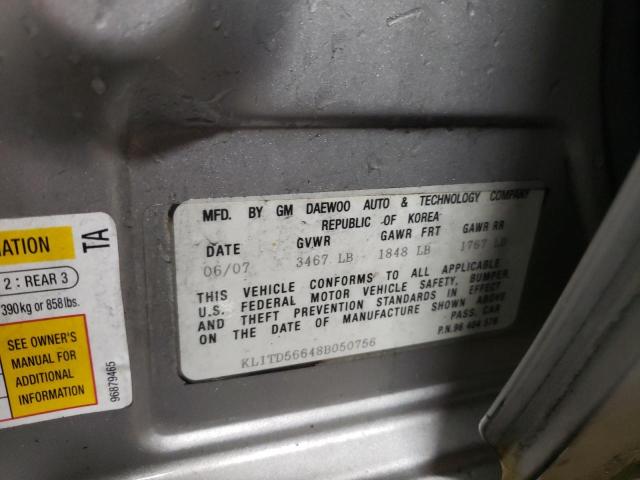 MFD. BY GM DAEWOO AUTO & TECHNOLOGY COMPANY
REPUBLIC OF KOREA
DATE GVWR GAWR FRT GAWR RR
06/07 3467 LB 1848 LB 1767 LB
THIS VEHICLE CONFORMS TO ALL APPLICABLE
U.S. FEDERAL MOTOR VEHICLE SAFETY, BUMPER,
AND THEFT PREVENTION STANDARDS IN EFFECT
ON THE DATE OF MANUFACTURE SHOWN ABOVE
PASS. CAR
P.N.96 404 578
KL1TD56648B050756
2 : REAR 3
390kg or 858 lbs.
SEE OWNER'S
MANUAL FOR
ADDITIONAL
INFORMATION
TA
96879465